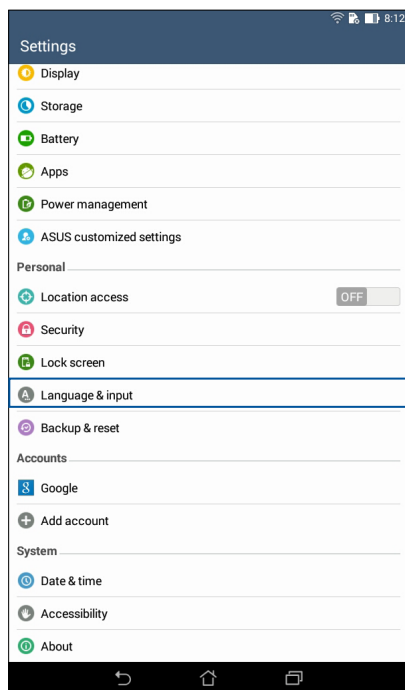 8:12
Settings
Display
Storage
Battery
Apps
Power management
ASUS customized settings
Personal
Location access OFF
Security
Lock screen
A Language & input
Backup & reset
Accounts
8 Google
Add account
System
Date & time
Accessibility
About